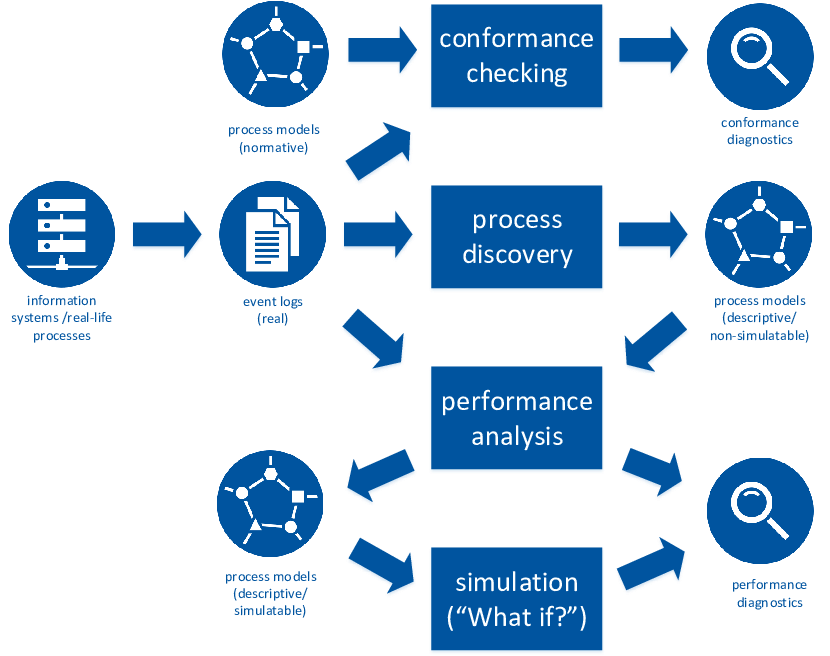 conformance
checking
process models
(normative)
conformance
diagnostics
process
discovery
information
systems /real-life
processes
event logs
(real)
process models
(descriptive/
non-simulatable)
performance
analysis
process models
(descriptive/
simulatable)
simulation
(“What if?”)
performance
diagnostics